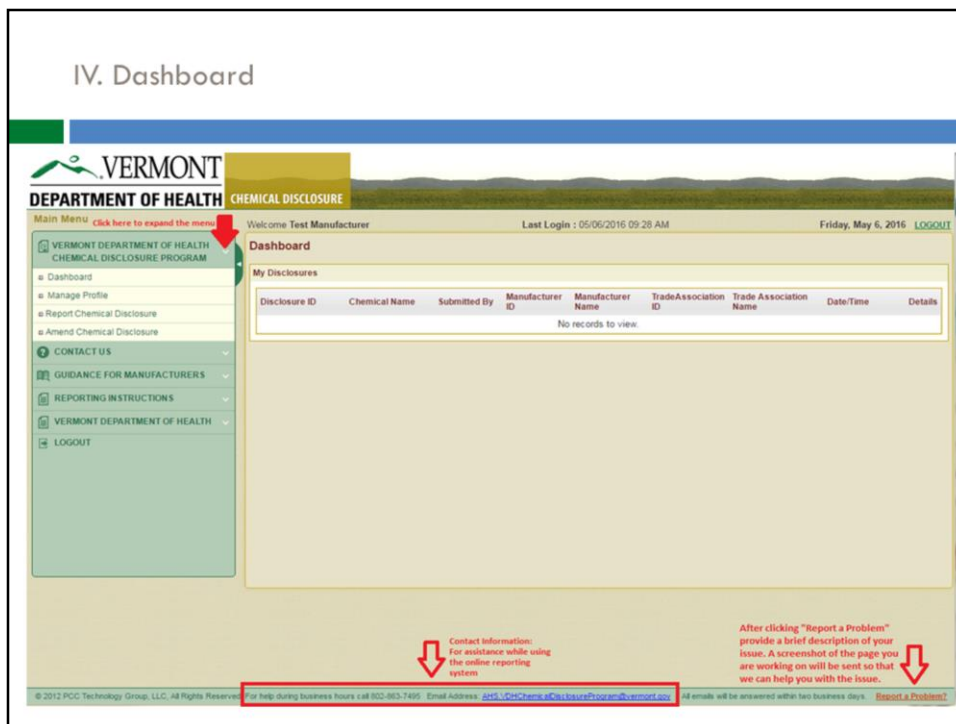 IV. Dashboard
VERMONT
DEPARTMENT OF HEALTH
CHEMICAL DISCLOSURE
Main Menu Click here to expand the menu
Welcome Test Manufacturer Last Login : 05/06/2016 09:28 AM Friday, May 6, 2016 LOGOUT
VERMONT DEPARTMENT OF HEALTH
CHEMICAL DISCLOSURE PROGRAM
Dashboard
Manage Profile
Report Chemical Disclosure
Amend Chemical Disclosure
CONTACT US
GUIDANCE FOR MANUFACTURERS
REPORTING INSTRUCTIONS
VERMONT DEPARTMENT OF HEALTH
LOGOUT
Dashboard
My Disclosures
Disclosure ID Chemical Name Submitted By Manufacturer ID Manufacturer Name TradeAssociation ID Trade Association Name Date/Time Details
No records to view.
Contact Information:
For assistance while using
the online reporting
system
After clicking "Report a Problem"
provide a brief description of your
issue. A screenshot of the page you
are working on will be sent so that
we can help you with the issue.
© 2012 PCC Technology Group, LLC, All Rights Reserved For help during business hours call 802-863-7495 Email Address: AHS.VDHChemicalDisclosureProgram@vermont.gov All emails will be answered within two business days. Report a Problem?